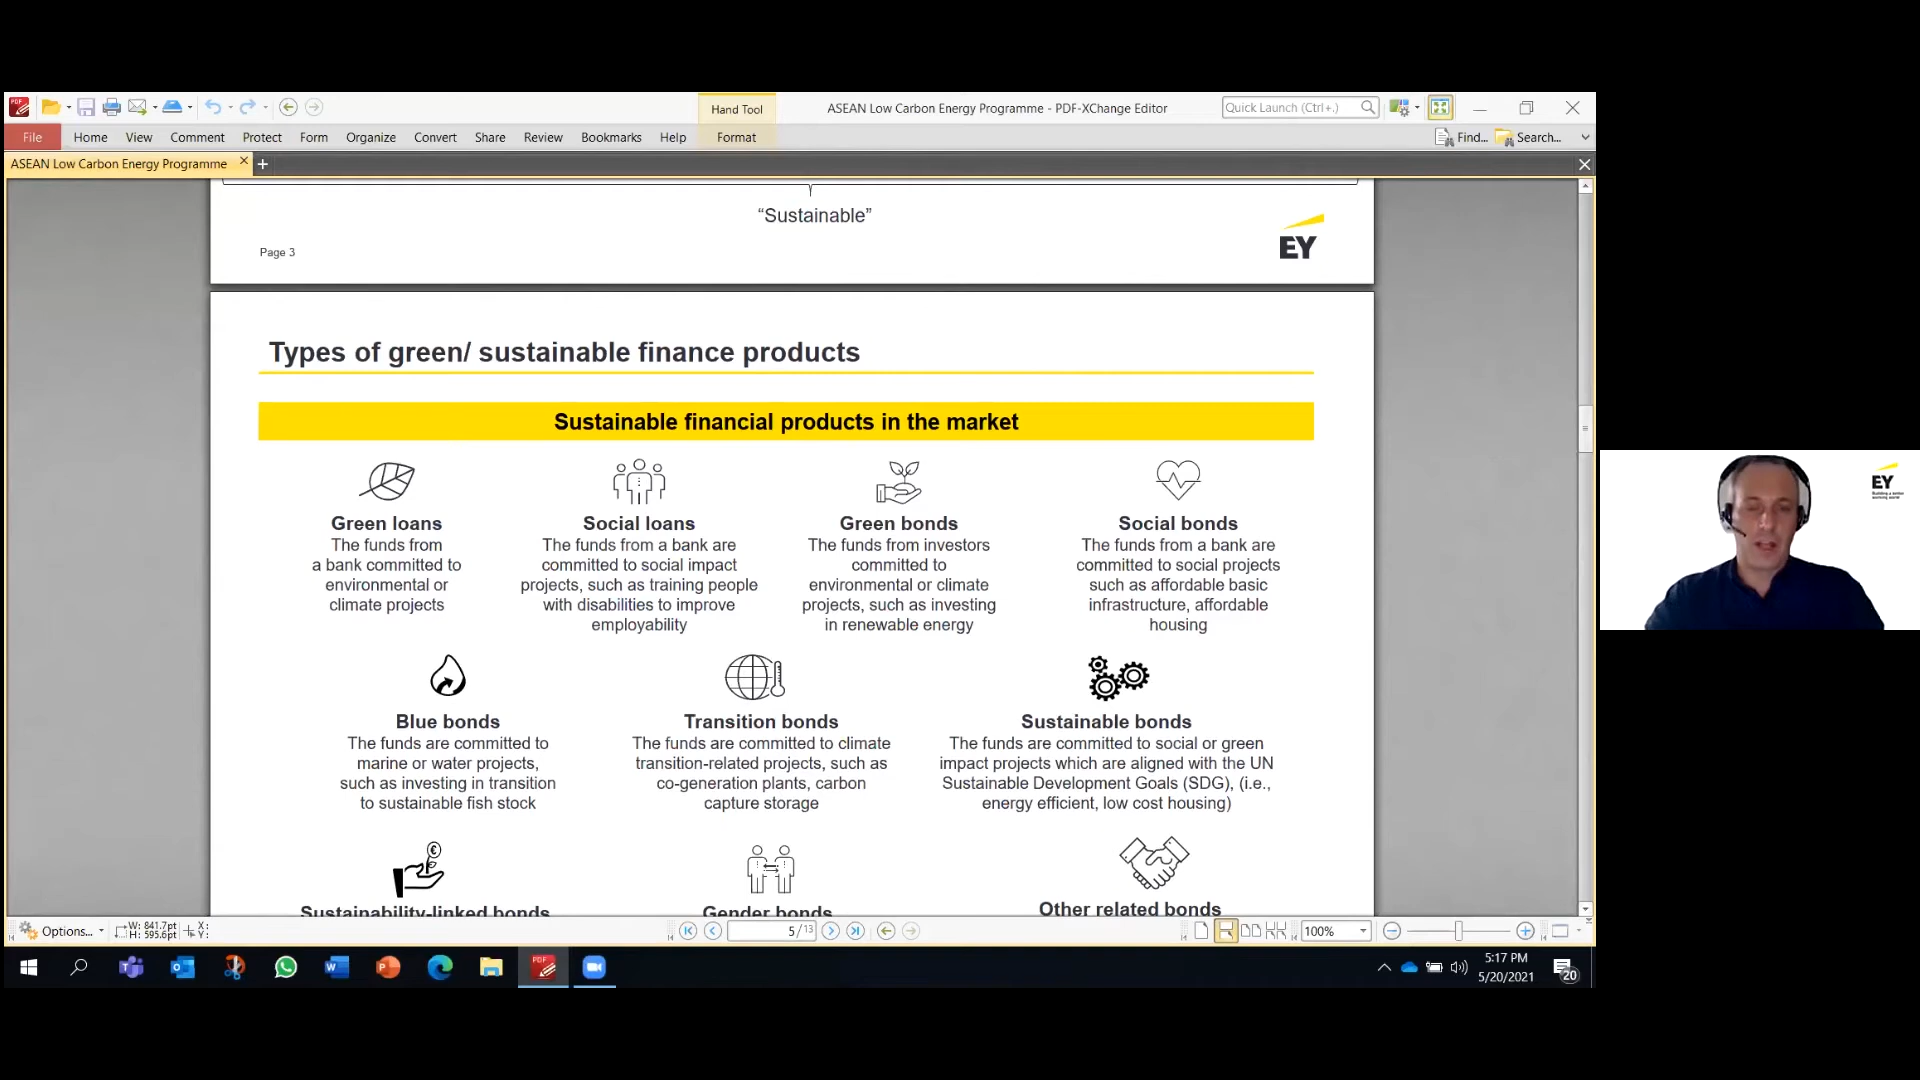 Hand Tool
ASEAN Low Carbon Energy Programme - PDF-XChange Editor
Quick Launch (Ctrl+.)
File Home View Comment Protect Form Organize Convert Share Review Bookmarks Help Format
Find... Search...
ASEAN Low Carbon Energy Programme
“Sustainable”
Page 3
EY
Types of green/ sustainable finance products
Sustainable financial products in the market
Green loans
The funds from
a bank committed to
environmental or
climate projects
Social loans
The funds from a bank are
committed to social impact
projects, such as training people
with disabilities to improve
employability
Green bonds
The funds from investors
committed to
environmental or climate
projects, such as investing
in renewable energy
Social bonds
The funds from a bank are
committed to social projects
such as affordable basic
infrastructure, affordable
housing
Blue bonds
The funds are committed to
marine or water projects,
such as investing in transition
to sustainable fish stock
Transition bonds
The funds are committed to climate
transition-related projects, such as
co-generation plants, carbon
capture storage
Sustainable bonds
The funds are committed to social or green
impact projects which are aligned with the UN
Sustainable Development Goals (SDG), (i.e.,
energy efficient, low cost housing)
Sustainability-linked bonds
Gender bonds
Other related bonds
Options...
W: 841.7pt
H: 595.6pt
X:
Y:
5 / 13
100%
5:17 PM
5/20/2021
20
EY
Building a better
working world